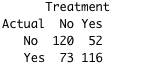 Treatment
Actual No Yes
No 120 52
Yes 73 116